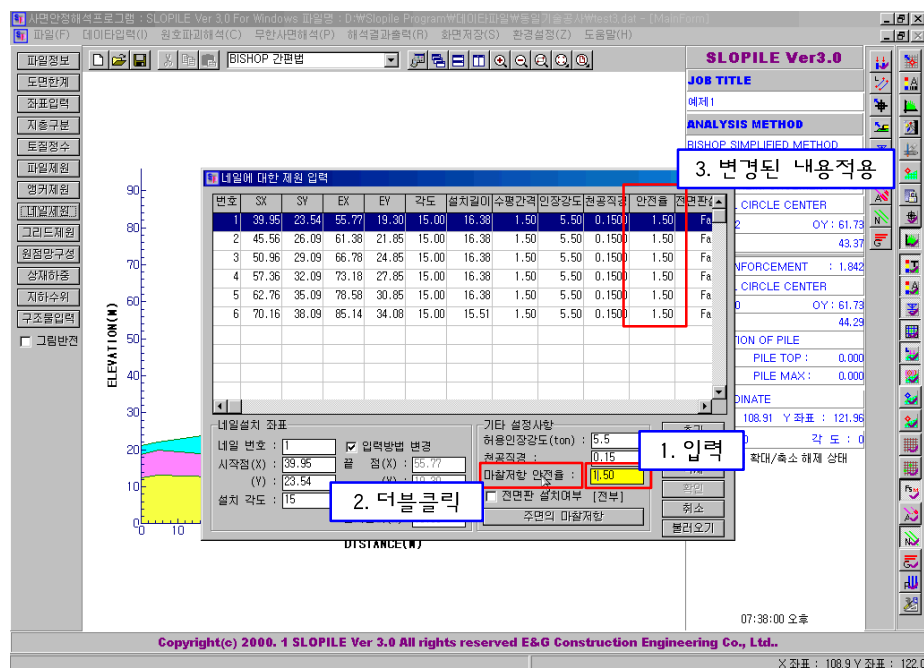 사면안정해석프로그램 : SLOPILE Ver 3.0 For Windows 파일명 : D:₩Slopile Program₩데이타파일₩동일기술공사₩test3.dat - [MainForm]
파일(F) 데이타입력(I) 원호파괴해석(C) 무한사면해석(P) 해석결과출력(R) 화면저장(S) 환경설정(Z) 도움말(H)
파일정보
도면한계
좌표입력
지층구분
토질정수
파일제원
앵커제원
네일제원
그리드제원
원점망구성
상재하중
지하수위
구조물입력
그림반전
BISHOP 간편법
SLOPILE Ver3.0
JOB TITLE
예제1
ANALYSIS METHOD
BISHOP SIMPLIFIED METHOD
3. 변경된 내용적용
네일에 대한 제원 입력
번호 SX SY EX EY 각도 설치길이 수평간격 인장강도 천공직경 안전율 전면판
1 39.95 23.54 55.77 19.30 15.00 16.38 1.50 5.50 0.1500 1.50 Fa
2 45.56 26.09 61.38 21.85 15.00 16.38 1.50 5.50 0.1500 1.50 Fa
3 50.96 29.09 66.78 24.85 15.00 16.38 1.50 5.50 0.1500 1.50 Fa
4 57.36 32.09 73.18 27.85 15.00 16.38 1.50 5.50 0.1500 1.50 Fa
5 62.76 35.09 78.58 30.85 15.00 16.38 1.50 5.50 0.1500 1.50 Fa
6 70.16 38.09 85.14 34.08 15.00 15.51 1.50 5.50 0.1500 1.50 Fa
CIRCLE CENTER
2 OY : 61.73
43.37
NFORCEMENT : 1.842
CIRCLE CENTER
0 OY : 61.73
44.29
ION OF PILE
PILE TOP : 0.000
PILE MAX : 0.000
DINATE
108.91 Y 좌표 : 121.96
0 각 도 : 0
확대/축소 해제 상태
07:38:00 오후
네일설치 좌표
네일 번호 : 1
입력방법 변경
시작점(X) : 39.95 끝 점(X) : 55.77
(Y) : 23.54 (Y) : 19.30
설치 각도 : 15
2. 더블클릭
기타 설정사항
허용인장강도(ton) : 5.5
천공직경 : 0.15
마찰저항 안전율 : 1.50
전면판 설치여부 [전부]
주면의 마찰저항
1. 입력
확인
취소
불러오기
ELEVATION(M)
90
80
70
60
50
40
30
20
10
0
0 10
DISTANCE(M)
Copyright(c) 2000. 1 SLOPILE Ver 3.0 All rights reserved E&G Construction Engineering Co., Ltd..
X 좌표 : 108.9 Y 좌표 : 122.0